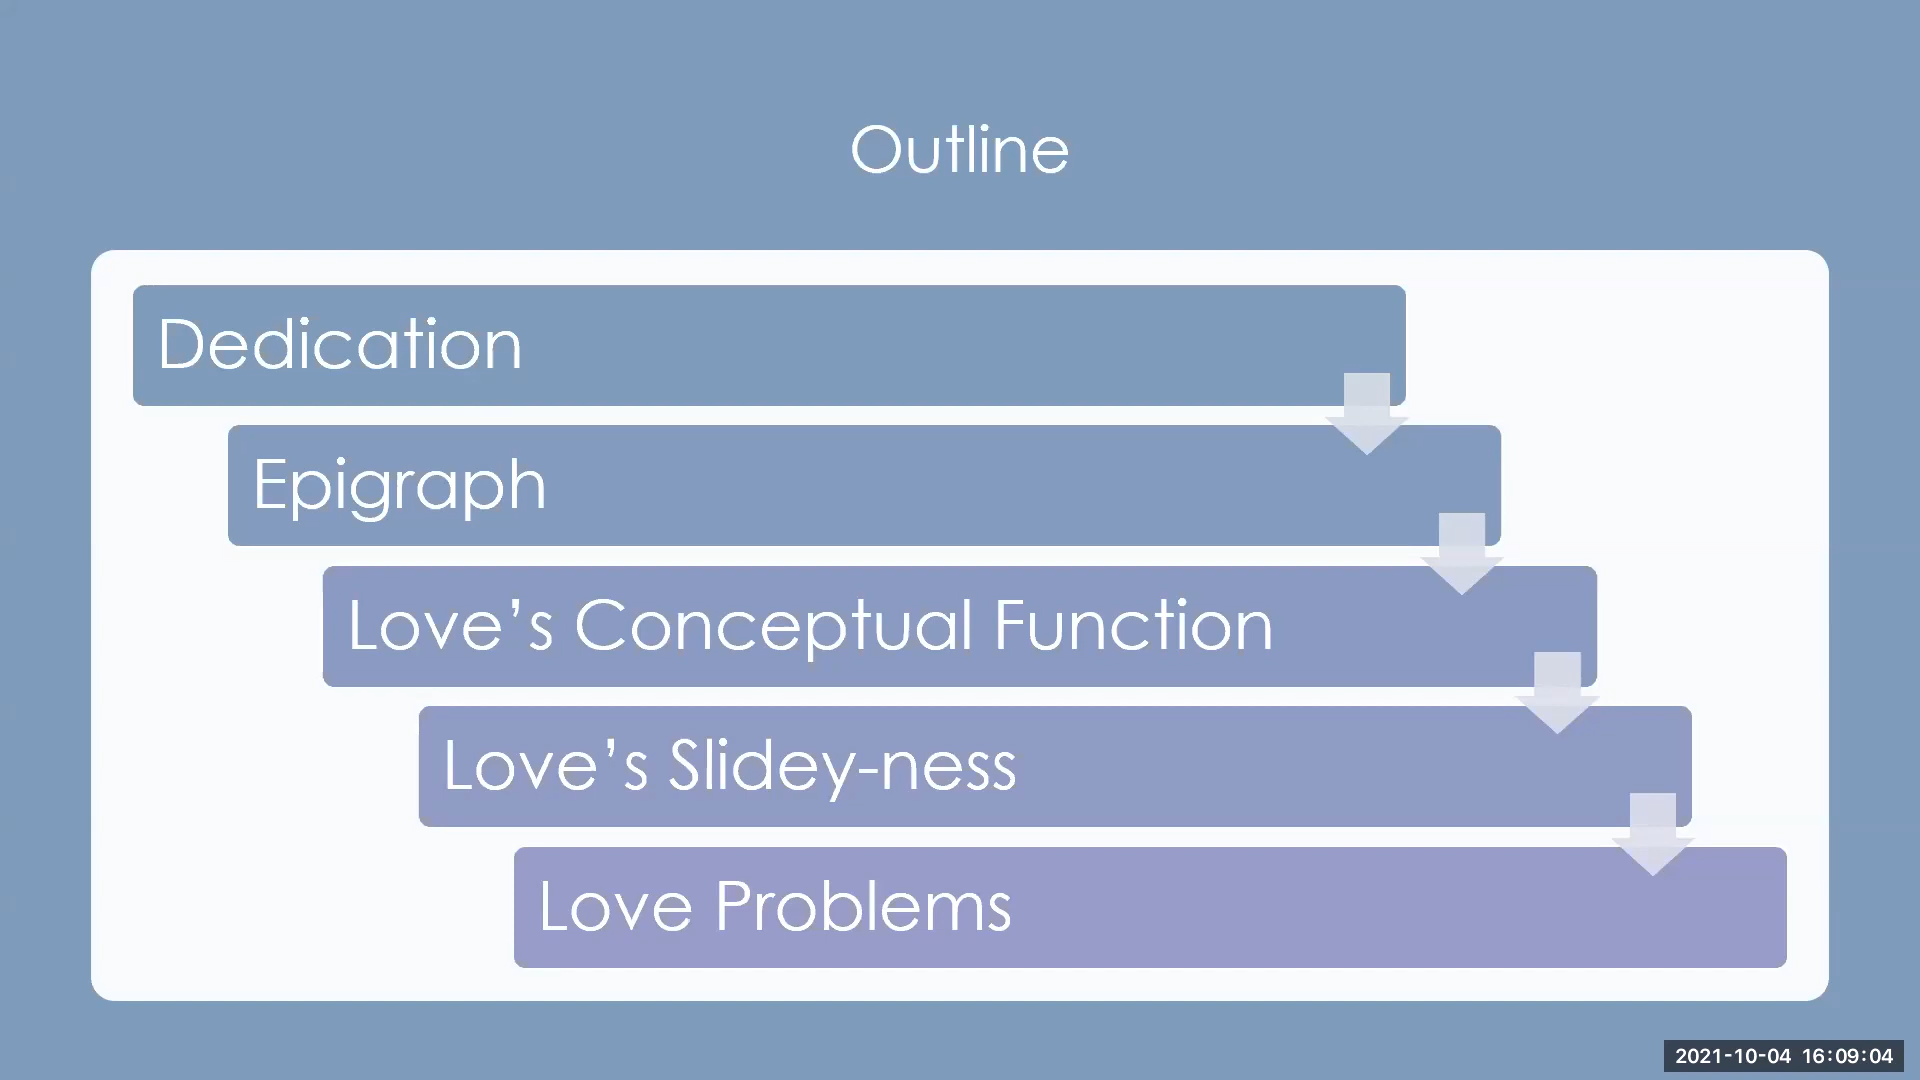 Outline
Dedication
Epigraph
Love’s Conceptual Function
Love’s Slidey-ness
Love Problems
2021-10-04 16:09:04